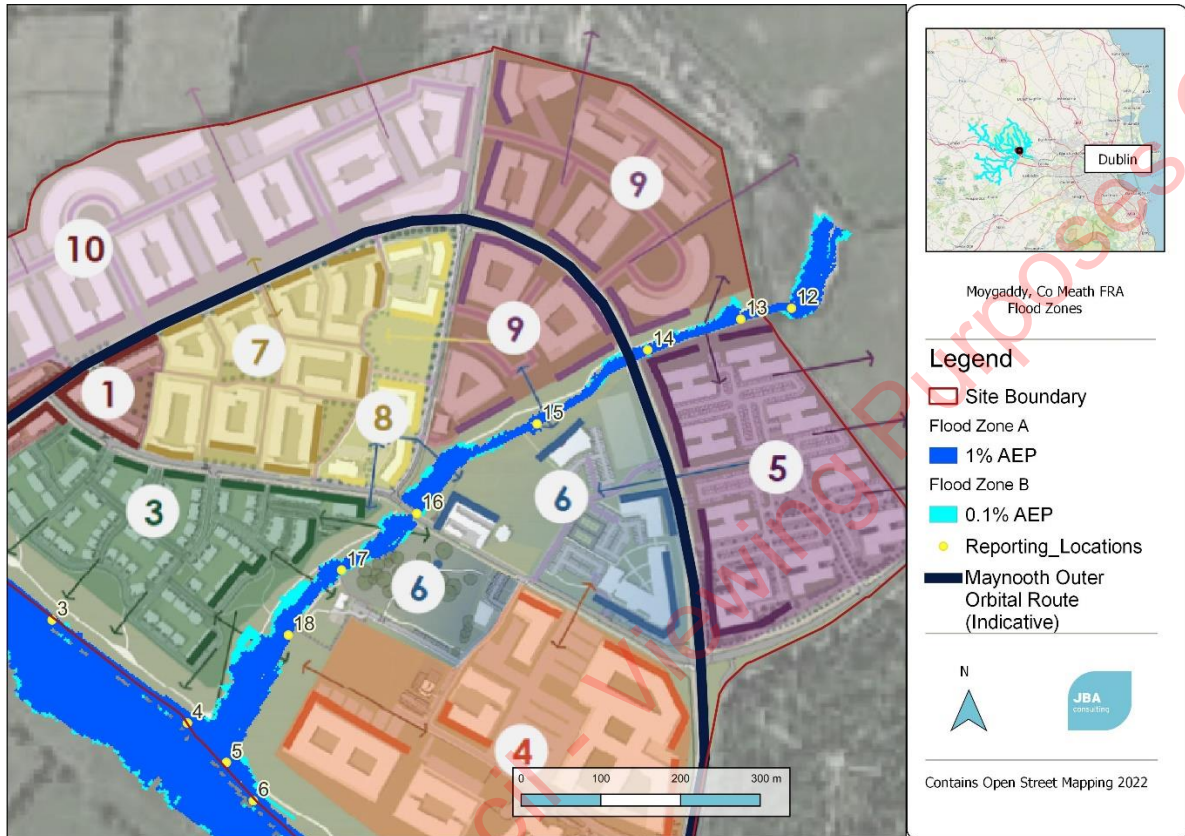 10
9
12
13
14
9
7
1
8
15
5
6
16
3
17
6
18
3
4
5
6
4
0 100 200 300 m
Dublin
Moygaddy, Co Meath FRA
Flood Zones
Legend
Site Boundary
Flood Zone A
1% AEP
Flood Zone B
0.1% AEP
Reporting_Locations
Maynooth Outer
Orbital Route
(Indicative)
N
JBA
consulting
Contains Open Street Mapping 2022
Viewing Purposes